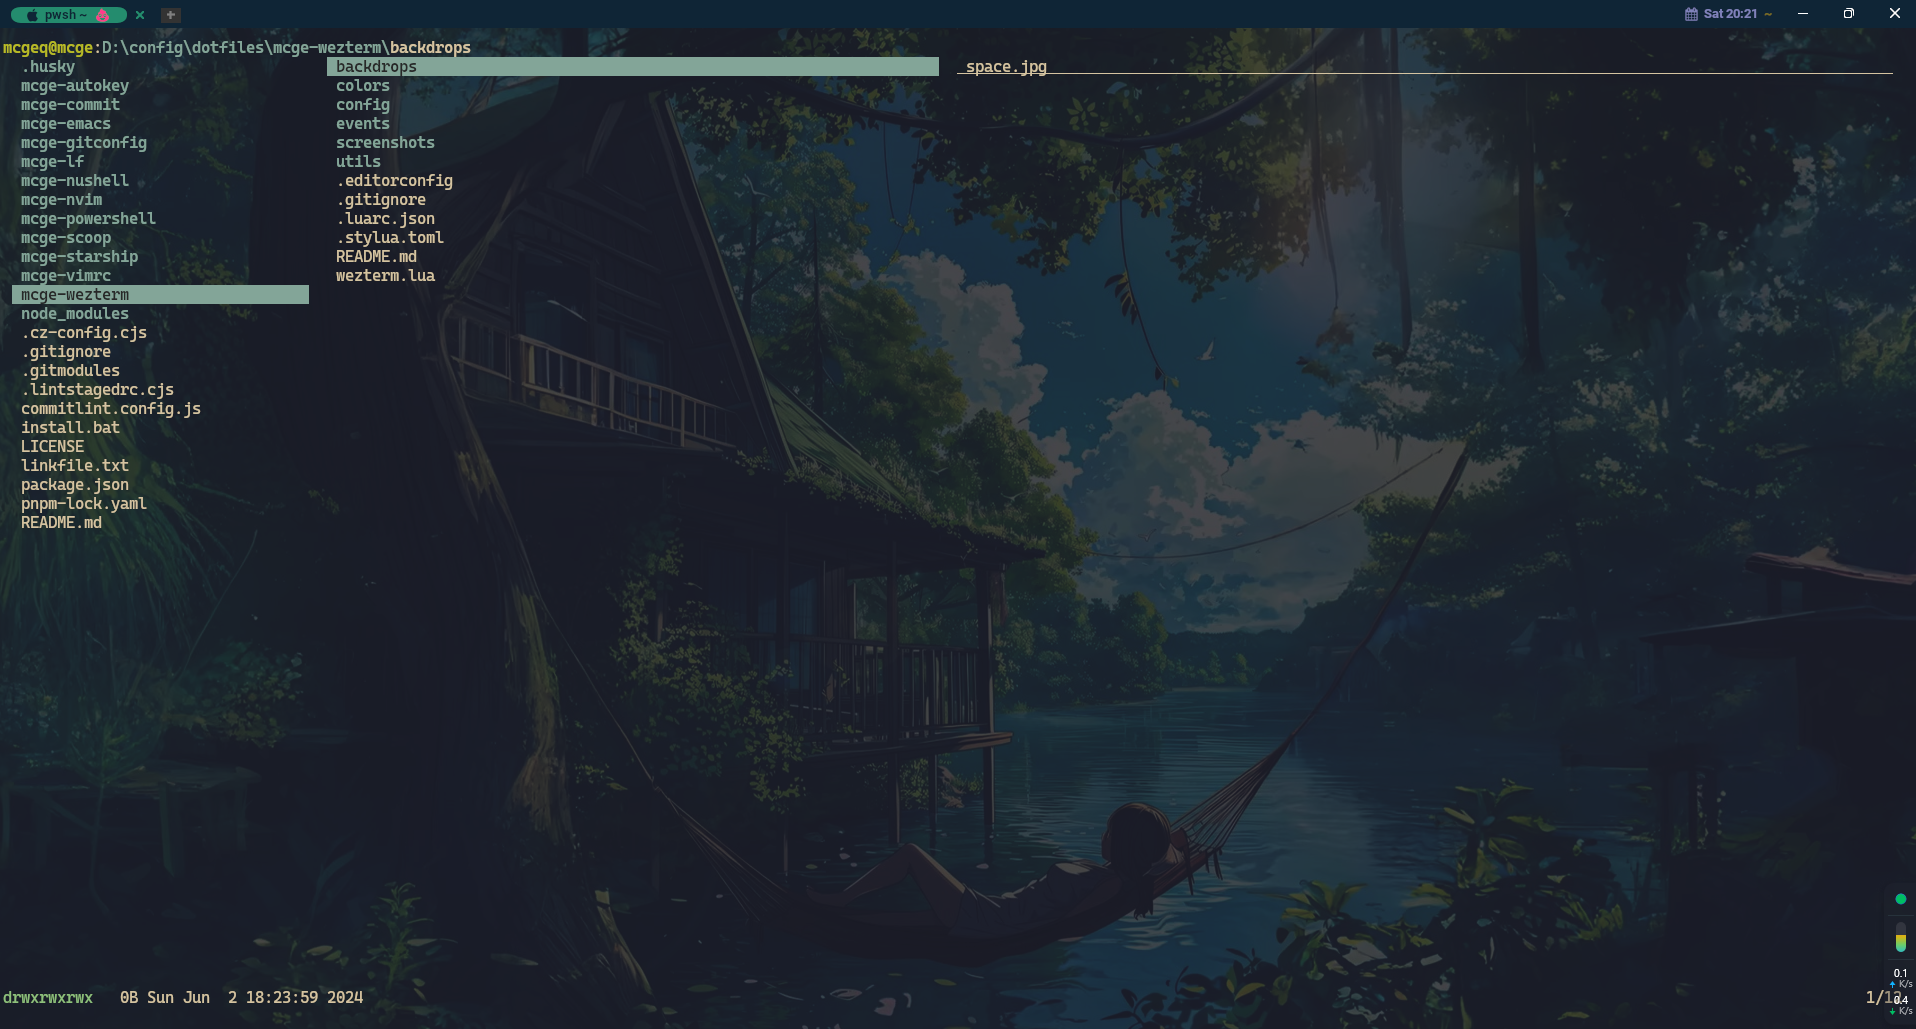 pwsh ~
Sat 20:21 ~
mcgeq@mcge:D:\config\dotfiles\mcge-wezterm\backdrops
.husky
mcge-autokey
mcge-commit
mcge-emacs
mcge-gitconfig
mcge-lf
mcge-nushell
mcge-nvim
mcge-powershell
mcge-scoop
mcge-starship
mcge-vimrc
mcge-wezterm
node_modules
.cz-config.cjs
.gitignore
.gitmodules
.lintstagedrc.cjs
commitlint.config.js
install.bat
LICENSE
linkfile.txt
package.json
pnpm-lock.yaml
README.md
backdrops
colors
config
events
screenshots
utils
.editorconfig
.gitignore
.luarc.json
.stylua.toml
README.md
wezterm.lua
space.jpg
drwxrwxrwx   0B Sun Jun  2 18:23:59 2024
1/12
0.1
K/s
0.4
K/s